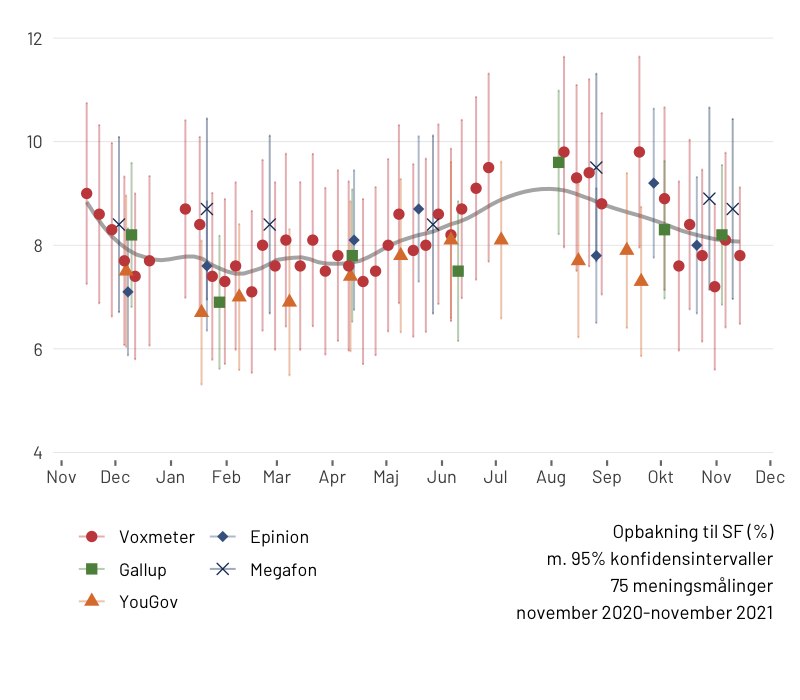 12
10
8
6
4
Nov Dec Jan Feb Mar Apr Maj Jun Jul Aug Sep Okt Nov Dec
Voxmeter Epinion
Gallup Megafon
YouGov
Opbakning til SF (%)
m. 95% konfidensintervaller
75 meningsmålinger
november 2020-november 2021